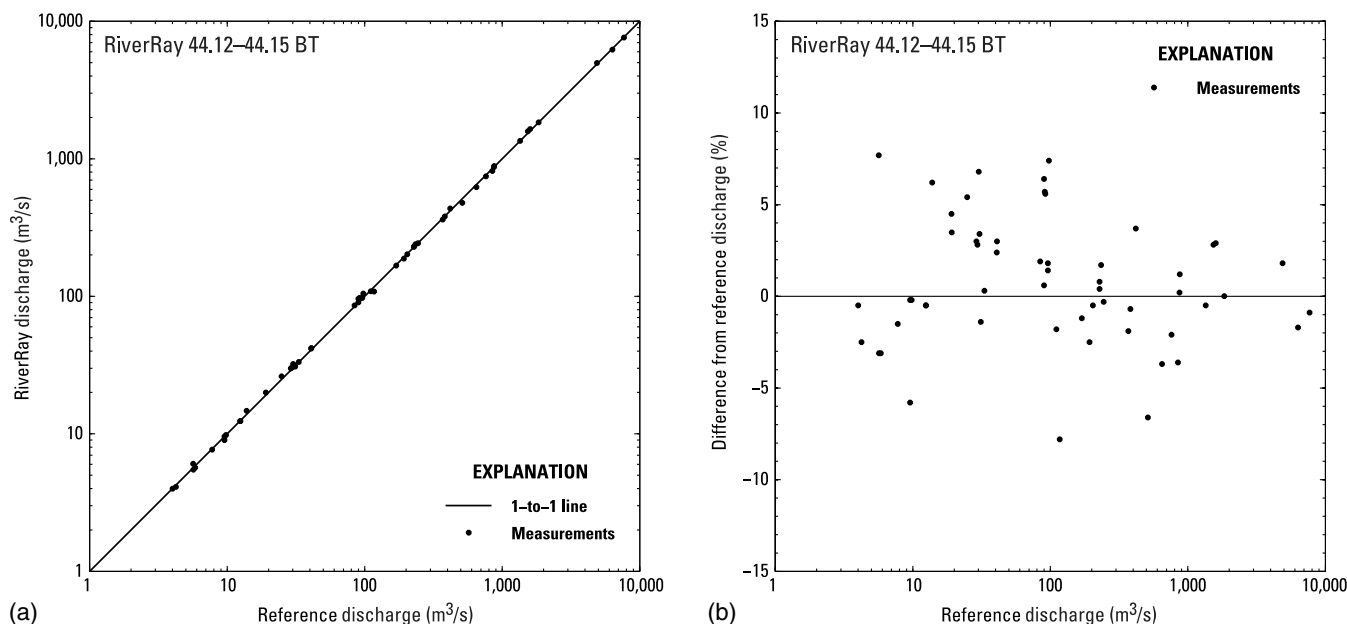 10,000
1,000
100
10
1
RiverRay discharge (m3/s)
RiverRay 44.12–44.15 BT
EXPLANATION
1–to–1 line
Measurements
1 10 100 1,000 10,000
(a) Reference discharge (m3/s)
15
10
5
0
−5
−10
−15
Difference from reference discharge (%)
RiverRay 44.12–44.15 BT
EXPLANATION
Measurements
1 10 100 1,000 10,000
(b) Reference discharge (m3/s)